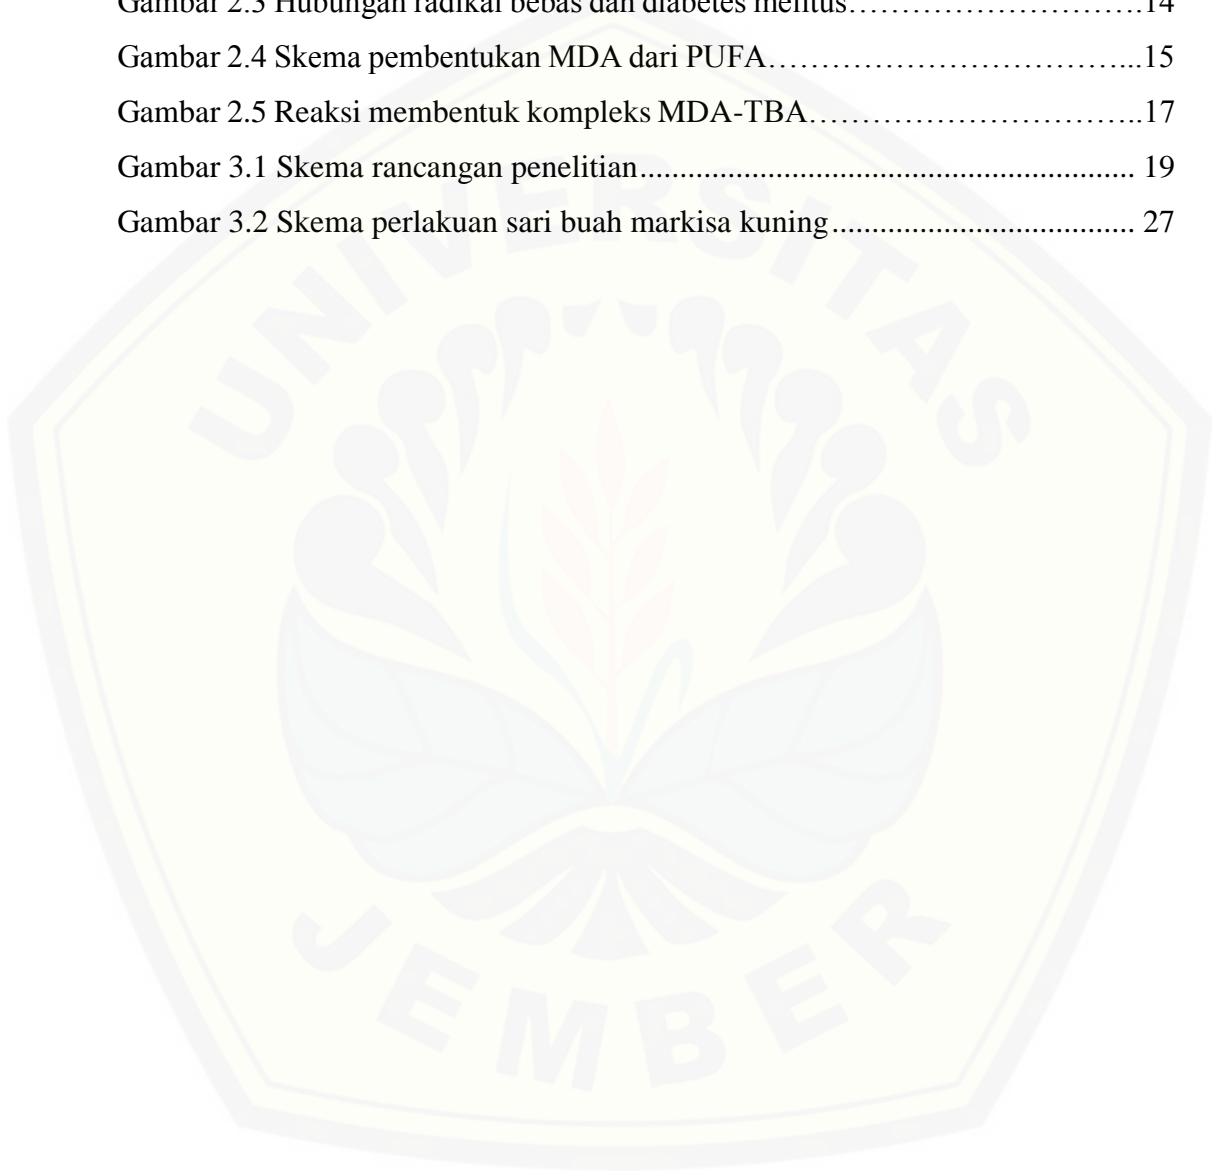 Gambar 2.3 Hubungan radikal bebas dan diabetes melitus……………………….14
Gambar 2.4 Skema pembentukan MDA dari PUFA……………………………...15
Gambar 2.5 Reaksi membentuk kompleks MDA-TBA…………………………..17
Gambar 3.1 Skema rancangan penelitian.............................................................. 19
Gambar 3.2 Skema perlakuan sari buah markisa kuning...................................... 27
UNIVERSITAS
JEMBER